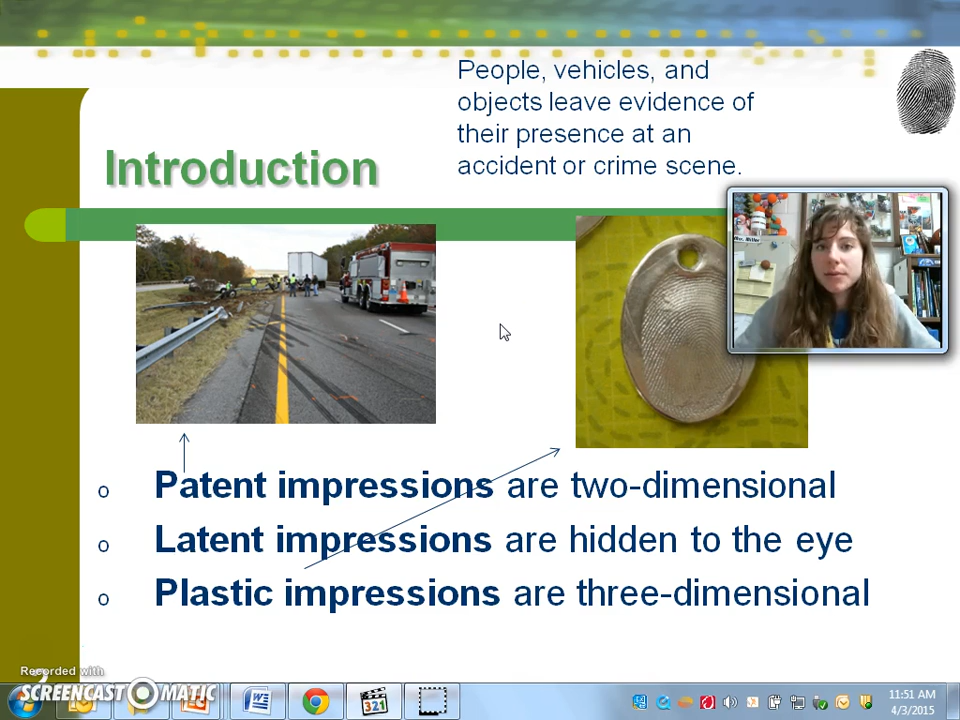 People, vehicles, and
objects leave evidence of
their presence at an
accident or crime scene.
Introduction
Patent impressions are two-dimensional
Latent impressions are hidden to the eye
Plastic impressions are three-dimensional
Recorded with
SCREENCAST-O-MATIC
321
11:51 AM
4/3/2015